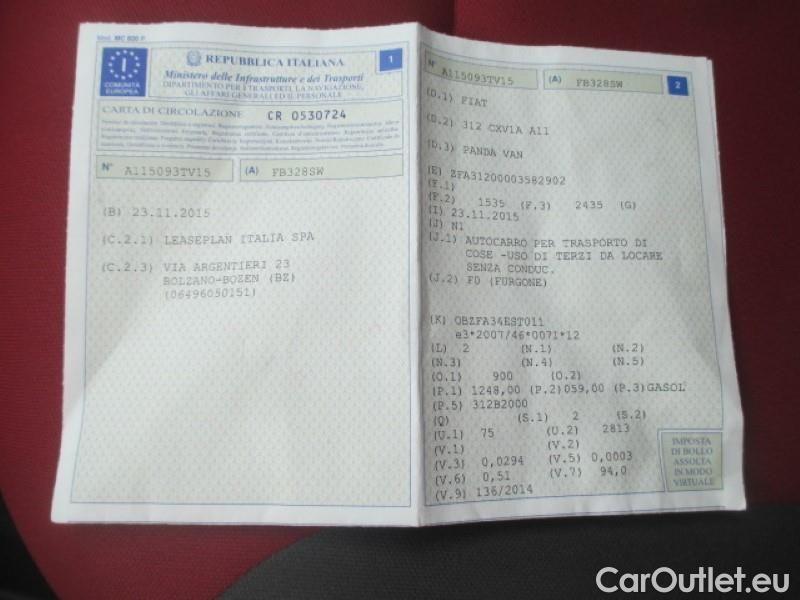 Mod. MC 820 F
I
COMUNITÀ
EUROPEA
REPUBBLICA ITALIANA
1
Ministero delle Infrastrutture e dei Trasporti
DIPARTIMENTO PER I TRASPORTI, LA NAVIGAZIONE,
GLI AFFARI GENERALI ED IL PERSONALE
CARTA DI CIRCOLAZIONE CR 0530724
N° A115093TV15 (A) FB328SW
(B) 23.11.2015
(C.2.1) LEASEPLAN ITALIA SPA
(C.2.3) VIA ARGENTIERI 23
BOLZANO-BOZEN (BZ)
(06496050151)
N° A115093TV15 (A) FB328SW 2
(D.1) FIAT
(D.2) 312 CXV1A A11
(D.3) PANDA VAN
(E) ZFA31200003582902
(F.1)
(F.2) 1535 (F.3) 2435 (G)
(I) 23.11.2015
(J) N1
(J.1) AUTOCARRO PER TRASPORTO DI
COSE -USO DI TERZI DA LOCARE
SENZA CONDUC.
(J.2) F0 (FURGONE)
(K) OBZFA34EST011
e3*2007/46*0071*12
(L) 2 (N.1) (N.2)
(N.3) (N.4) (N.5)
(O.1) 900 (O.2)
(P.1) 1248,00 (P.2) 059,00 (P.3) GASOL
(P.5) 312B2000
(Q) (S.1) 2 (S.2)
(U.1) 75 (U.2) 2813
(V.1) (V.2)
(V.3) 0,0294 (V.5) 0,0003
(V.6) 0,51 (V.7) 94,0
(V.9) 136/2014
IMPOSTA
DI BOLLO
ASSOLTA
IN MODO
VIRTUALE
CarOutlet.eu